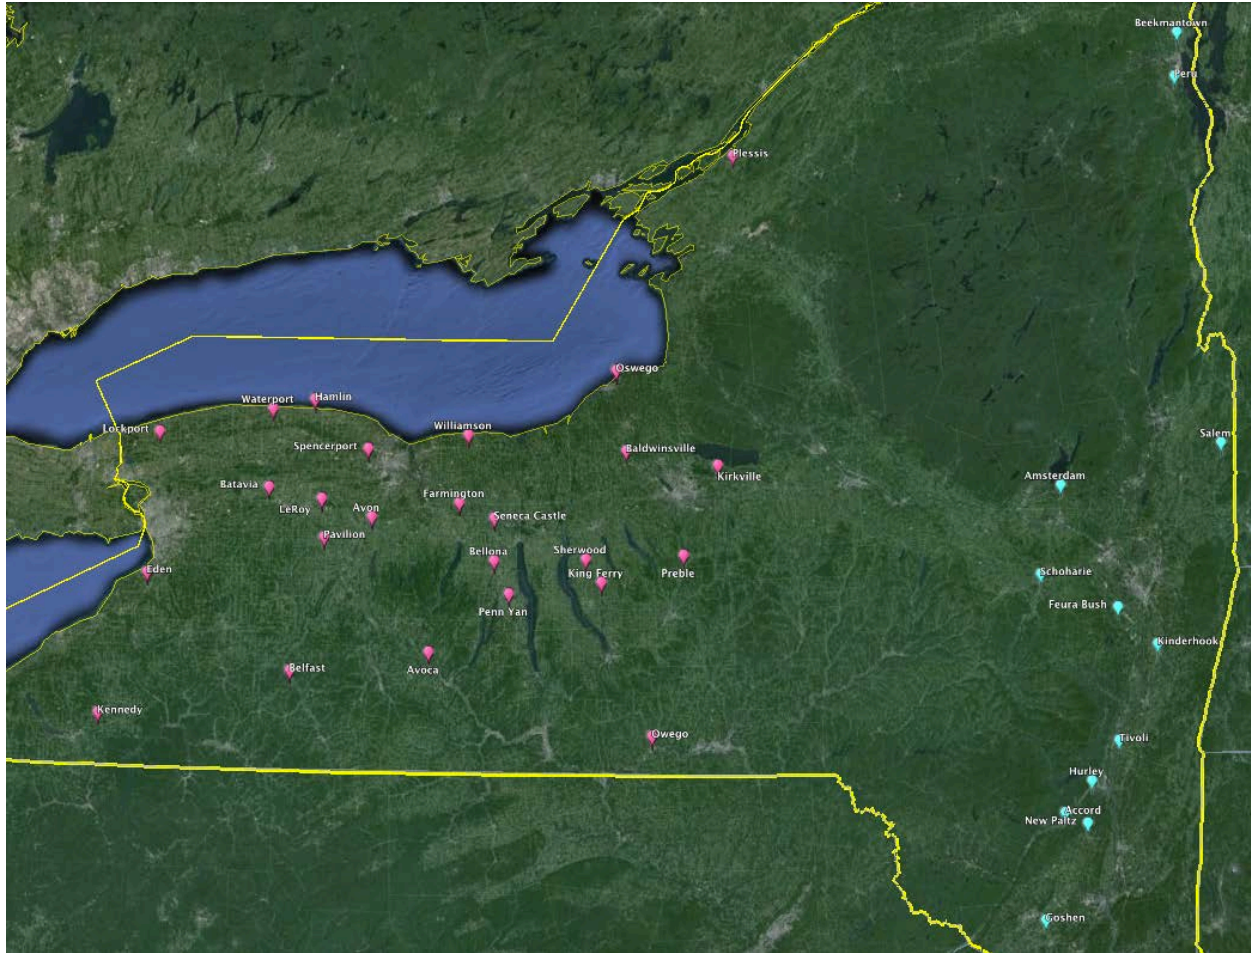 Beekmantown
Peru
Plessis
Oswego
Hamlin
Waterport
Lockport
Williamson
Spencerport
Baldwinsville
Kirkville
Salem
Amsterdam
Batavia
LeRoy
Avon
Farmington
Seneca Castle
Pavilion
Bellona
Sherwood
King Ferry
Preble
Eden
Schoharie
Feura Bush
Penn Yan
Kinderhook
Belfast
Avoca
Kennedy
Owego
Tivoli
Hurley
Accord
New Paltz
Goshen